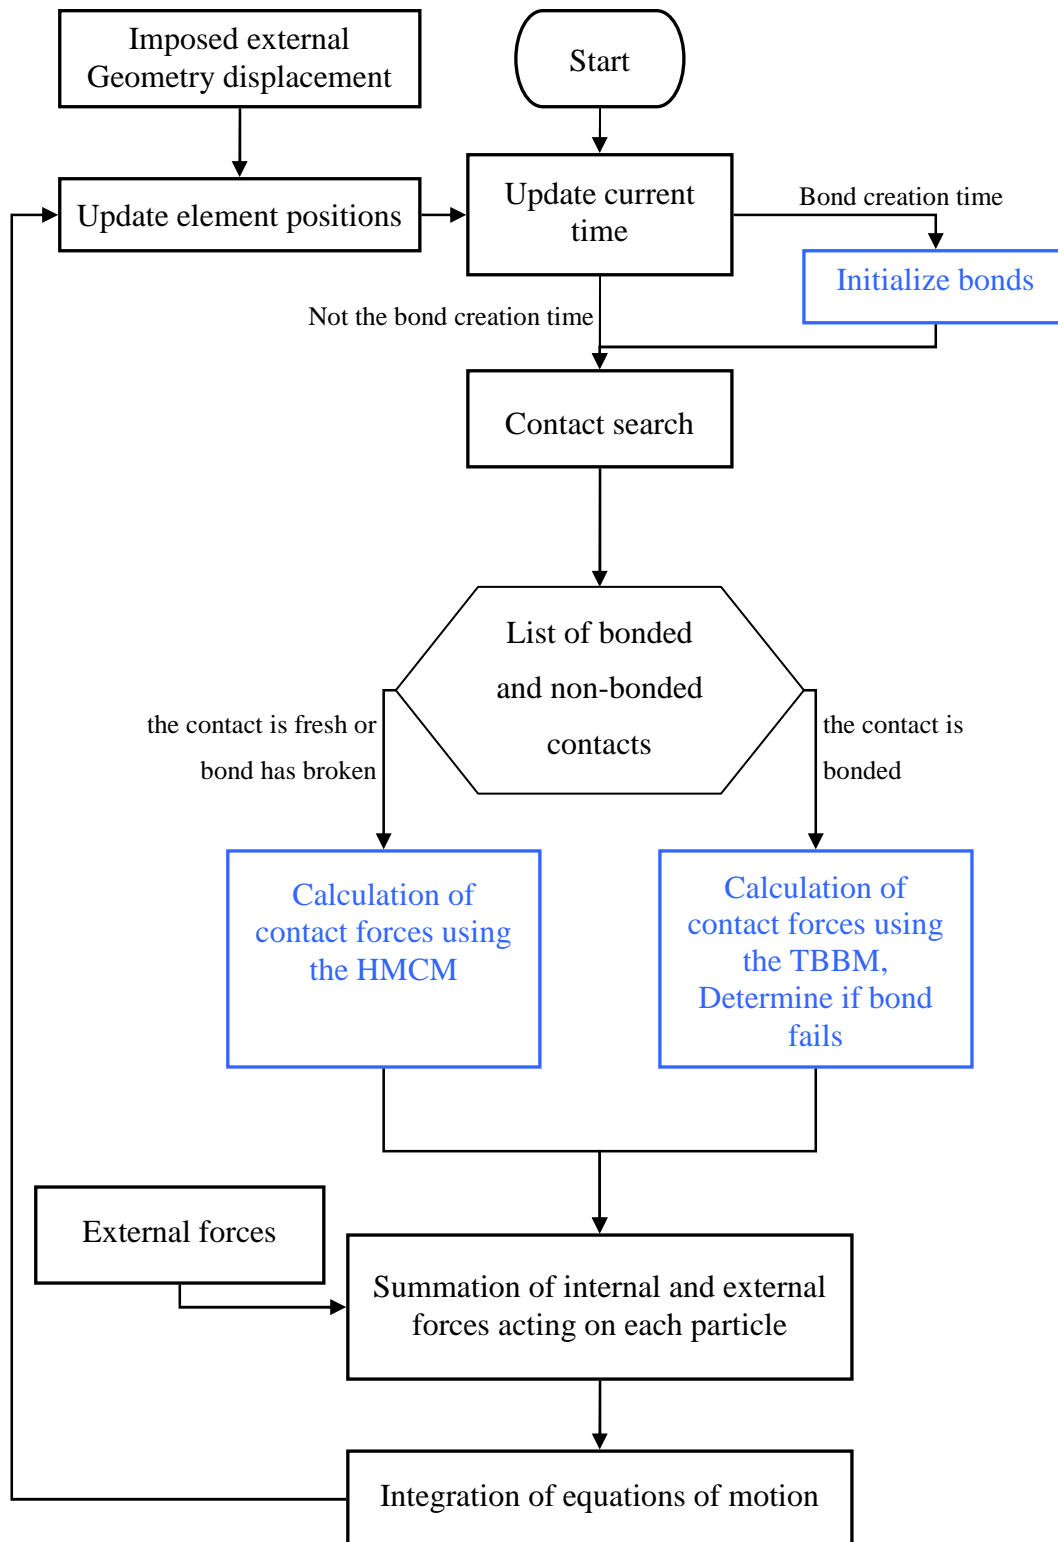 Imposed external
Geometry displacement
Start
Update element positions
Update current
time
Bond creation time
Initialize bonds
Not the bond creation time
Contact search
List of bonded
and non-bonded
contacts
the contact is fresh or
bond has broken
the contact is
bonded
Calculation of
contact forces using
the HMCM
Calculation of
contact forces using
the TBBM,
Determine if bond
fails
External forces
Summation of internal and external
forces acting on each particle
Integration of equations of motion